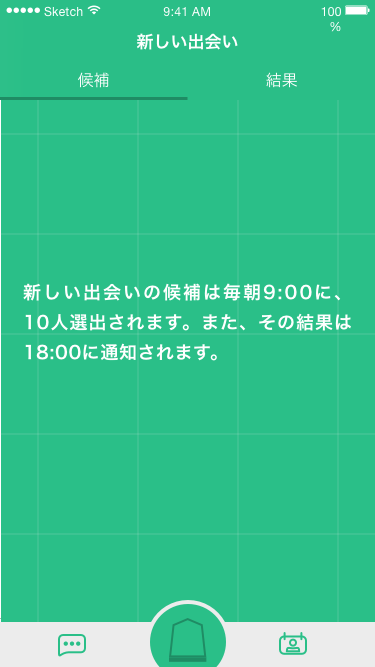 Sketch 9:41 AM 100
%
新しい出会い
候補 結果
新しい出会いの候補は毎朝9:00に、
10人選出されます。また、その結果は
18:00に通知されます。